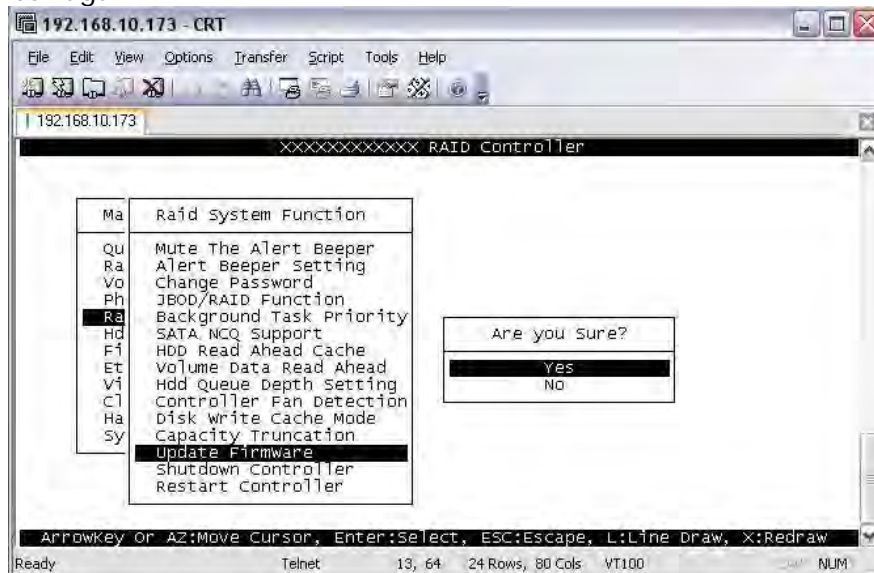 192.168.10.173 - CRT
File Edit View Options Transfer Script Tools Help
192.168.10.173
XXXXXXXXXXXX RAID Controller
Ma
Qu
Ra
Vo
Ph
Ra
Hd
Fi
Et
Vi
Cl
Ha
Sy
Raid System Function
Mute The Alert Beeper
Alert Beeper Setting
Change Password
JBOD/RAID Function
Background Task Priority
SATA NCQ Support
HDD Read Ahead Cache
Volume Data Read Ahead
Hdd Queue Depth Setting
Controller Fan Detection
Disk Write Cache Mode
Capacity Truncation
Update FirmWare
Shutdown Controller
Restart Controller
Are you Sure?
Yes
No
ArrowKey Or AZ:Move Cursor, Enter:Select, ESC:Escape, L:Line Draw, X:Redraw
Ready Telnet 13, 64 24 Rows, 80 Cols VT100 NUM